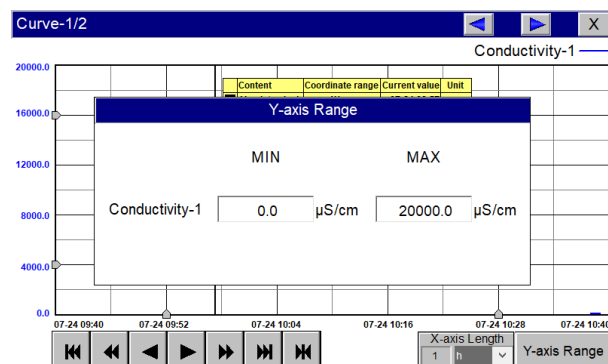 Curve-1/2 X
Conductivity-1
20000.0
Content Coordinate range Current value Unit
Y-axis Range
16000.0
MIN MAX
12000.0
Conductivity-1 0.0 µS/cm 20000.0 µS/cm
8000.0
4000.0
0.0
07-24 09:40 07-24 09:52 07-24 10:04 07-24 10:16 07-24 10:28 07-24 10:40
X-axis Length
1 h
Y-axis Range